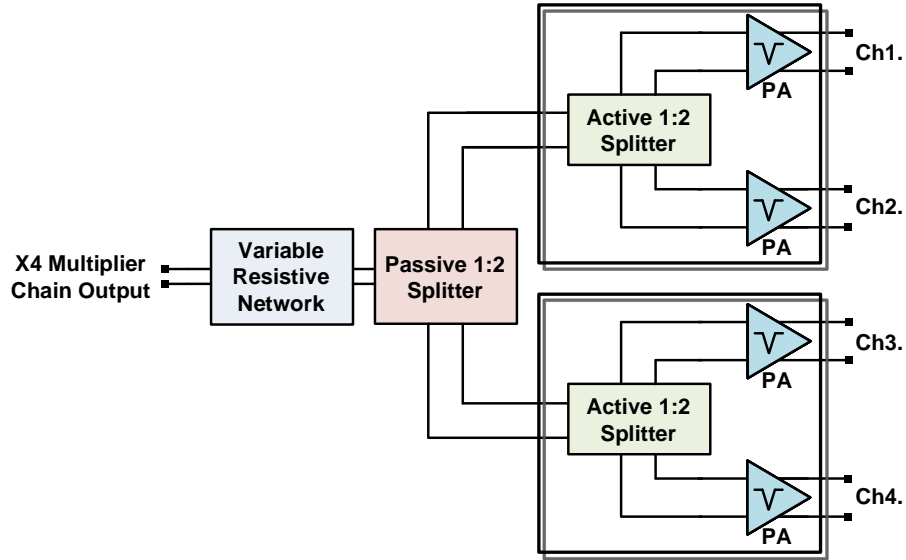 X4 Multiplier
Chain Output
Variable
Resistive
Network
Passive 1:2
Splitter
Active 1:2
Splitter
PA
Ch1.
PA
Ch2.
Active 1:2
Splitter
PA
Ch3.
PA
Ch4.